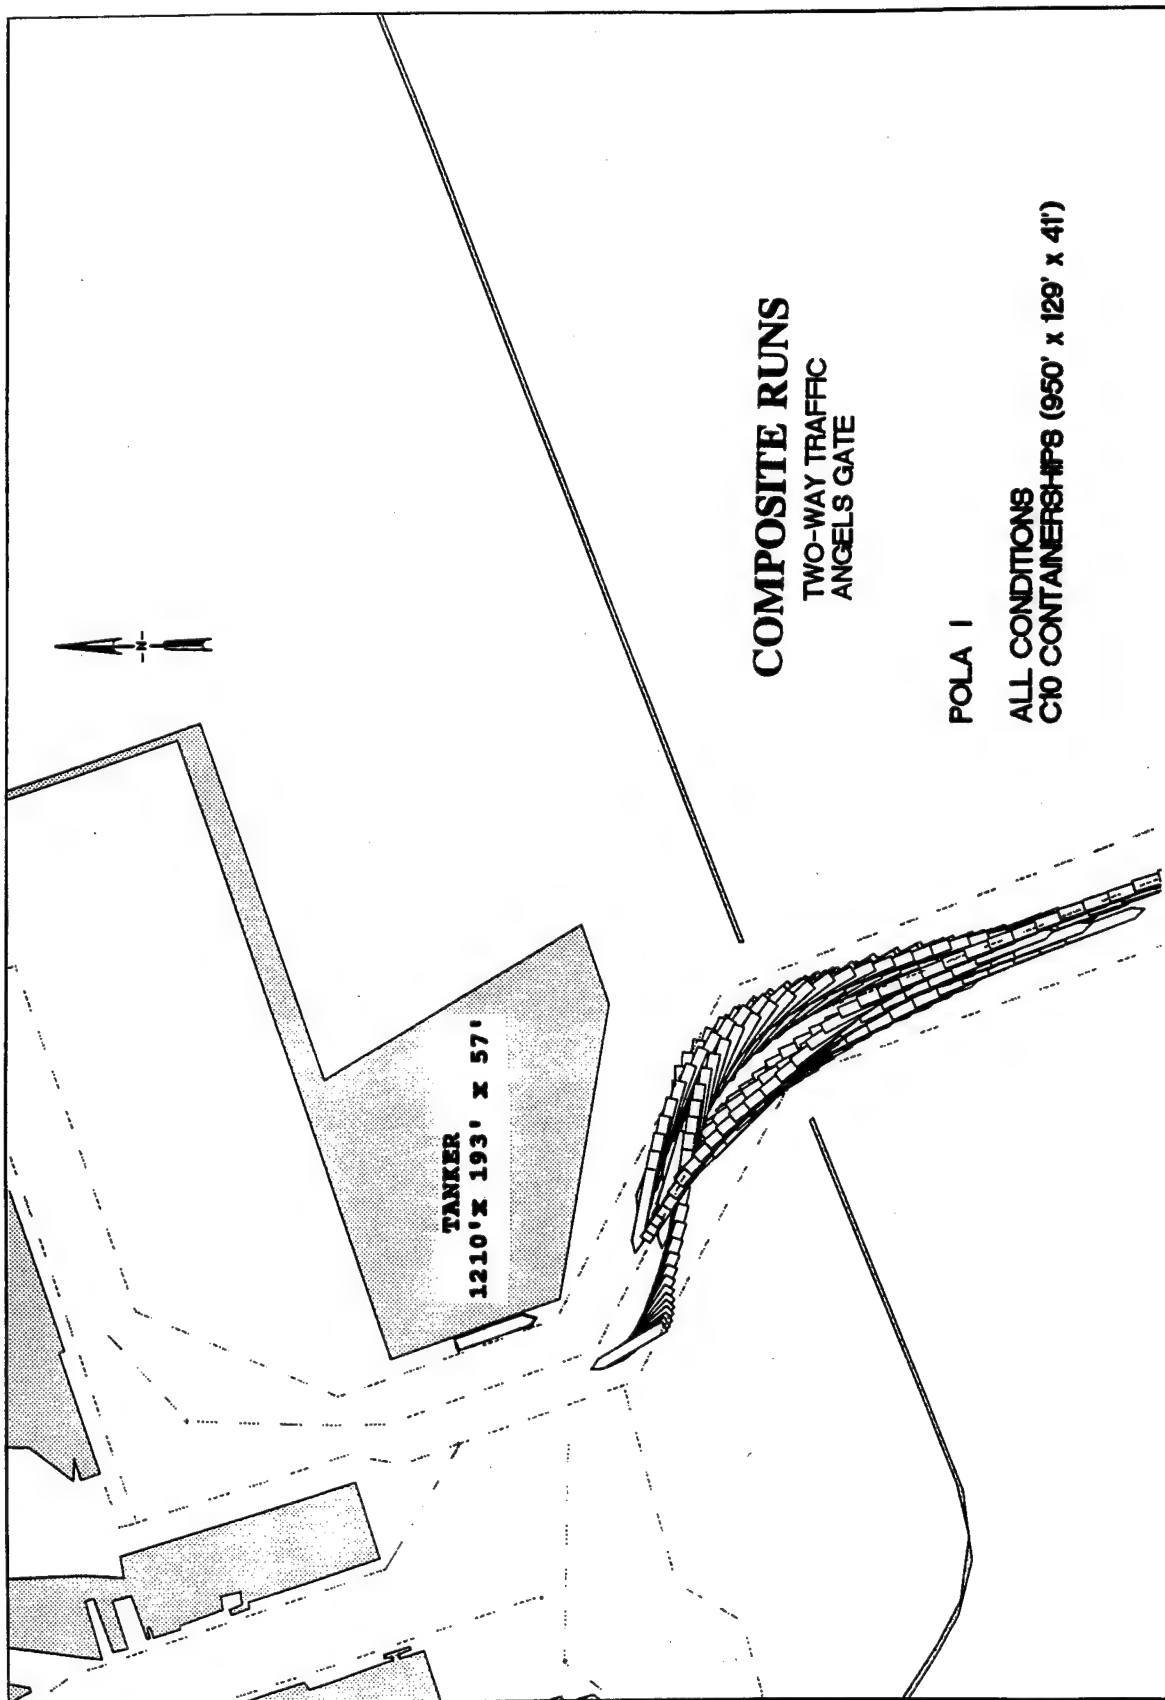 -N-
TANKER
1210'x 193' x 57'
COMPOSITE RUNS
TWO-WAY TRAFFIC
ANGELS GATE
POLA I
ALL CONDITIONS
C10 CONTAINERSHIPS (950' x 129' x 41')